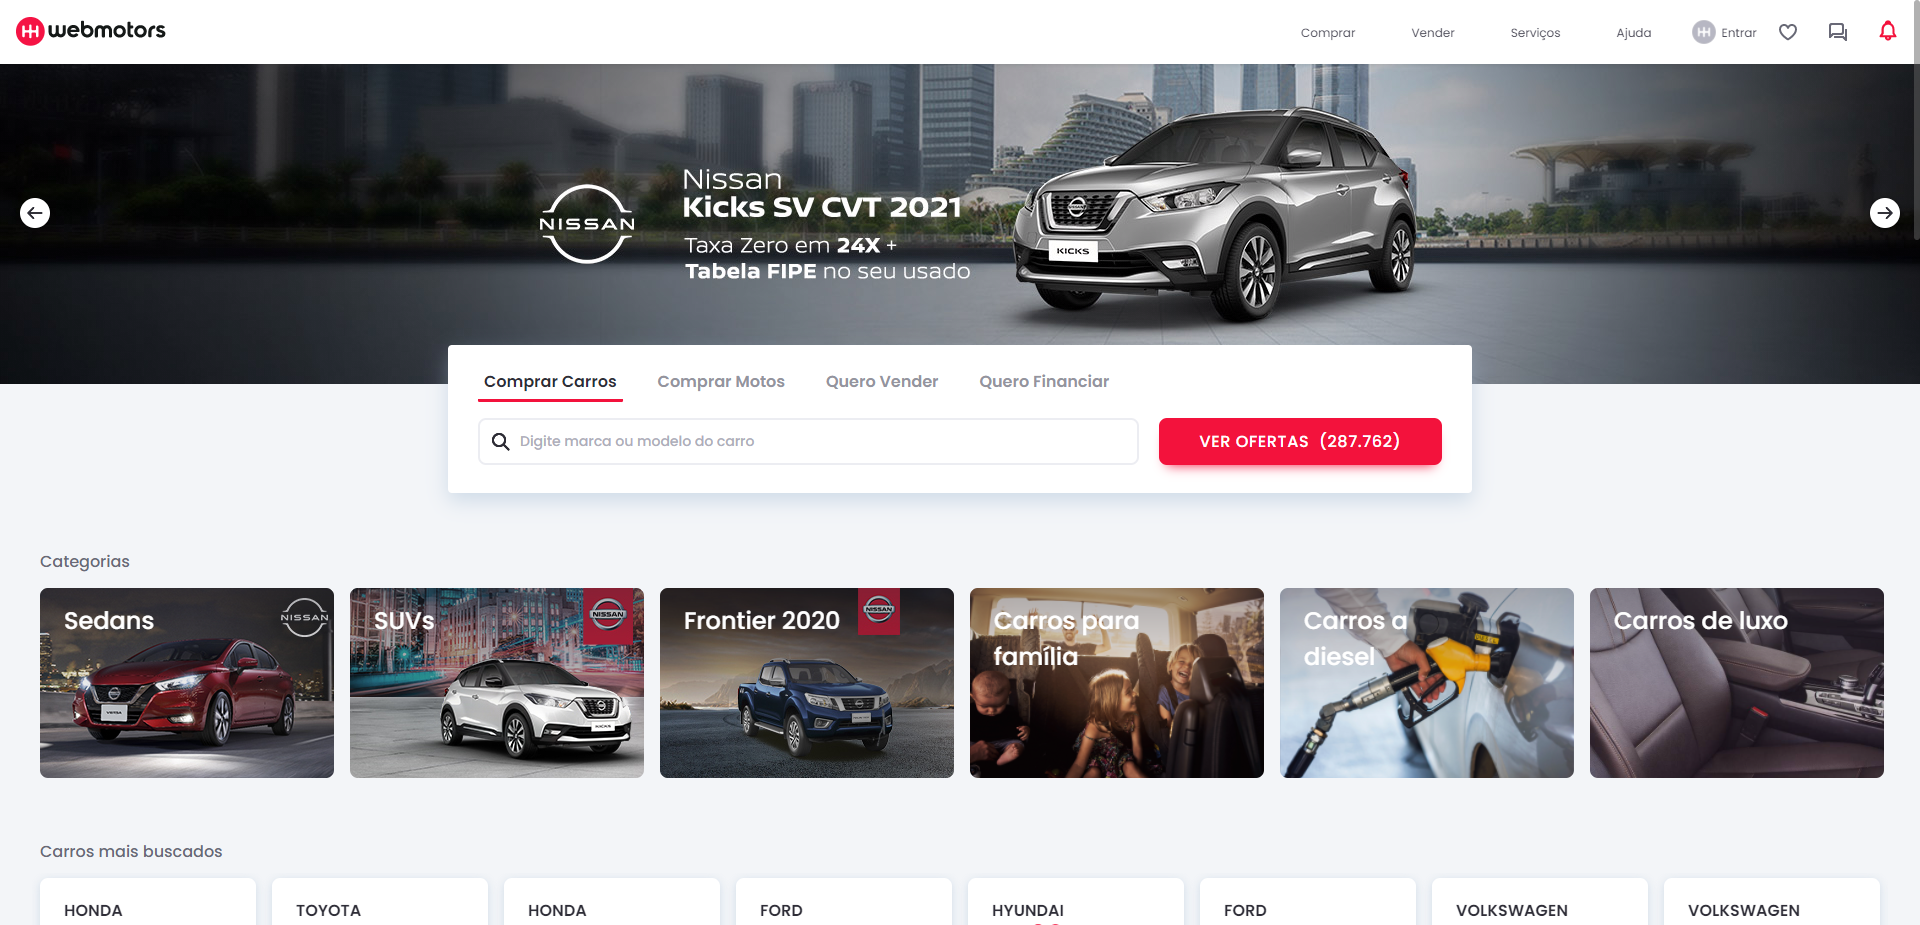 webmotors
Comprar
Vender
Serviços
Ajuda
Entrar
NISSAN
Nissan
Kicks SV CVT 2021
Taxa Zero em 24X +
Tabela FIPE no seu usado
KICKS
Comprar Carros
Comprar Motos
Quero Vender
Quero Financiar
Digite marca ou modelo do carro
VER OFERTAS (287.762)
Categorias
Sedans
NISSAN
SUVs
NISSAN
KICKS
Frontier 2020
NISSAN
Carros para
família
Carros a
diesel
Carros de luxo
Carros mais buscados
HONDA
TOYOTA
HONDA
FORD
HYUNDAI
FORD
VOLKSWAGEN
VOLKSWAGEN